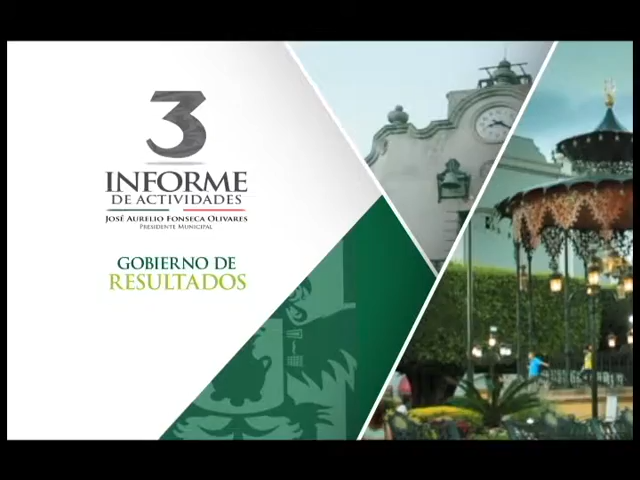 3
INFORME
DE ACTIVIDADES
JOSÉ AURELIO FONSECA OLIVARES
PRESIDENTE MUNICIPAL
GOBIERNO DE
RESULTADOS